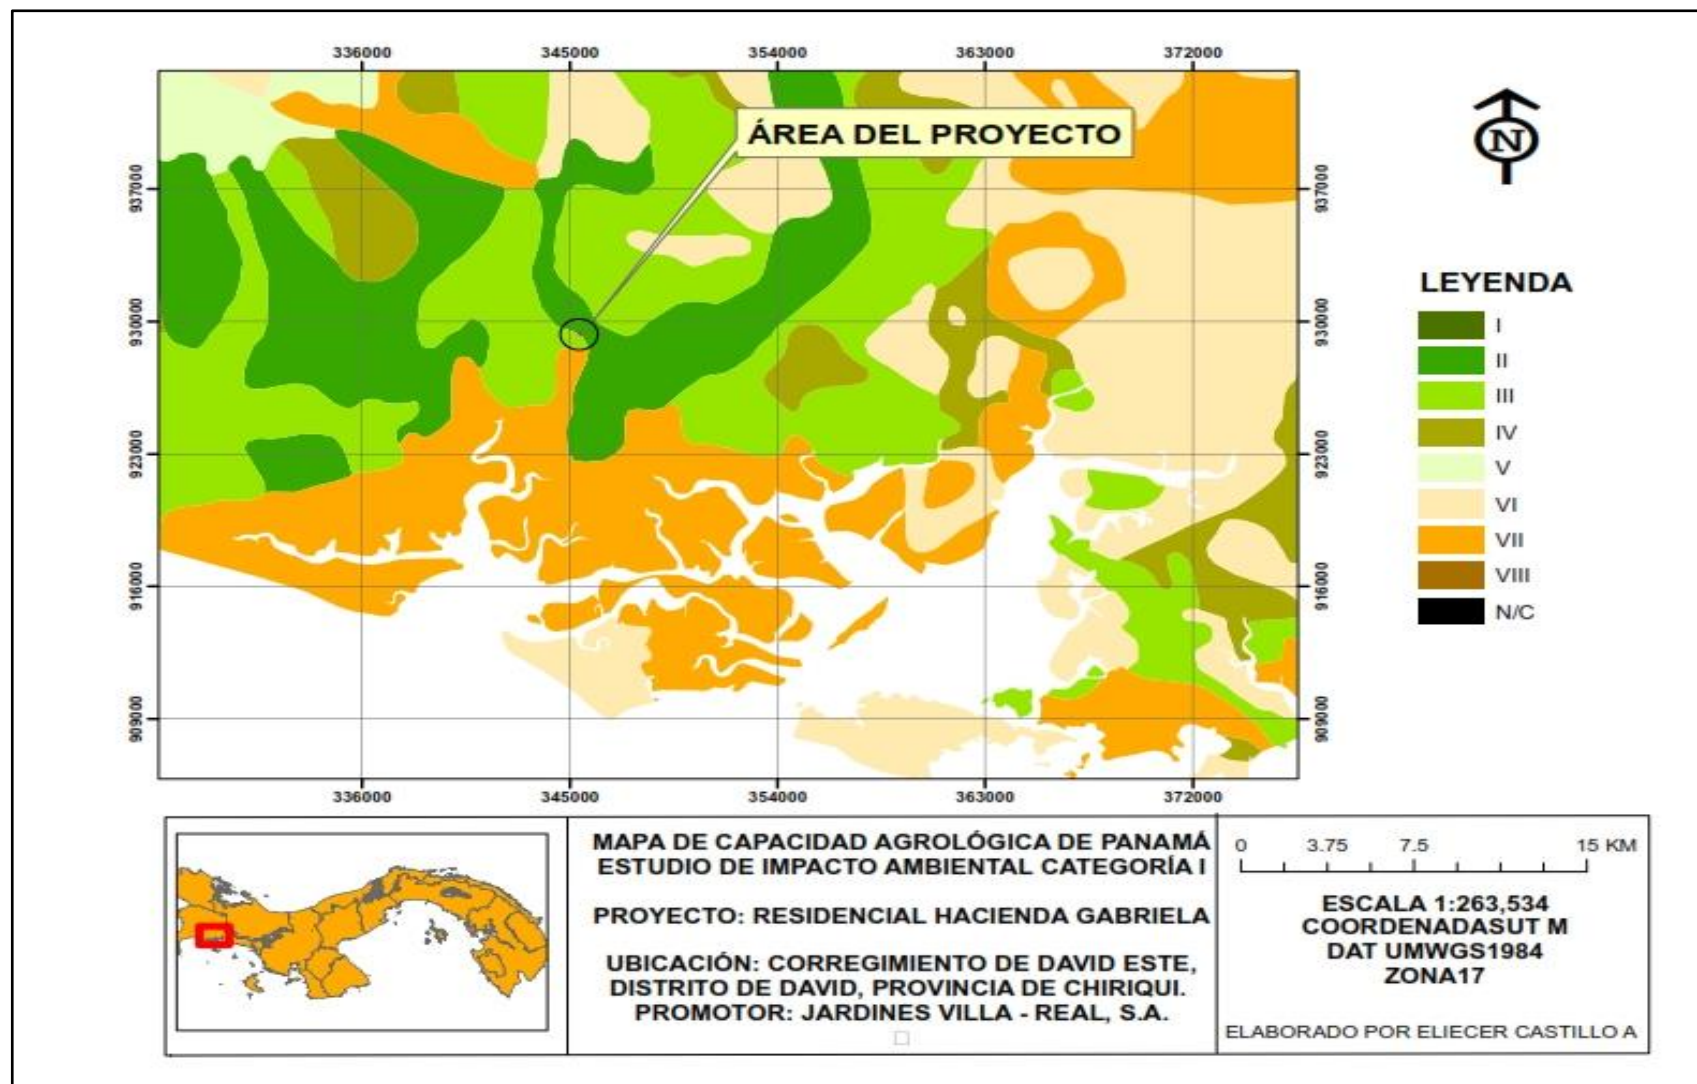 336000 345000 354000 363000 372000
ÁREA DEL PROYECTO
N
937000 937000
930000 930000
923000 923000
916000 916000
909000 909000
336000 345000 354000 363000 372000
LEYENDA
I
II
III
IV
V
VI
VII
VIII
N/C
MAPA DE CAPACIDAD AGROLÓGICA DE PANAMÁ
ESTUDIO DE IMPACTO AMBIENTAL CATEGORÍA I
PROYECTO: RESIDENCIAL HACIENDA GABRIELA
UBICACIÓN: CORREGIMIENTO DE DAVID ESTE,
DISTRITO DE DAVID, PROVINCIA DE CHIRIQUI.
PROMOTOR: JARDINES VILLA - REAL, S.A.
0 3.75 7.5 15 KM
ESCALA 1:263,534
COORDENADASUT M
DAT UMWGS1984
ZONA17
ELABORADO POR ELIECER CASTILLO A